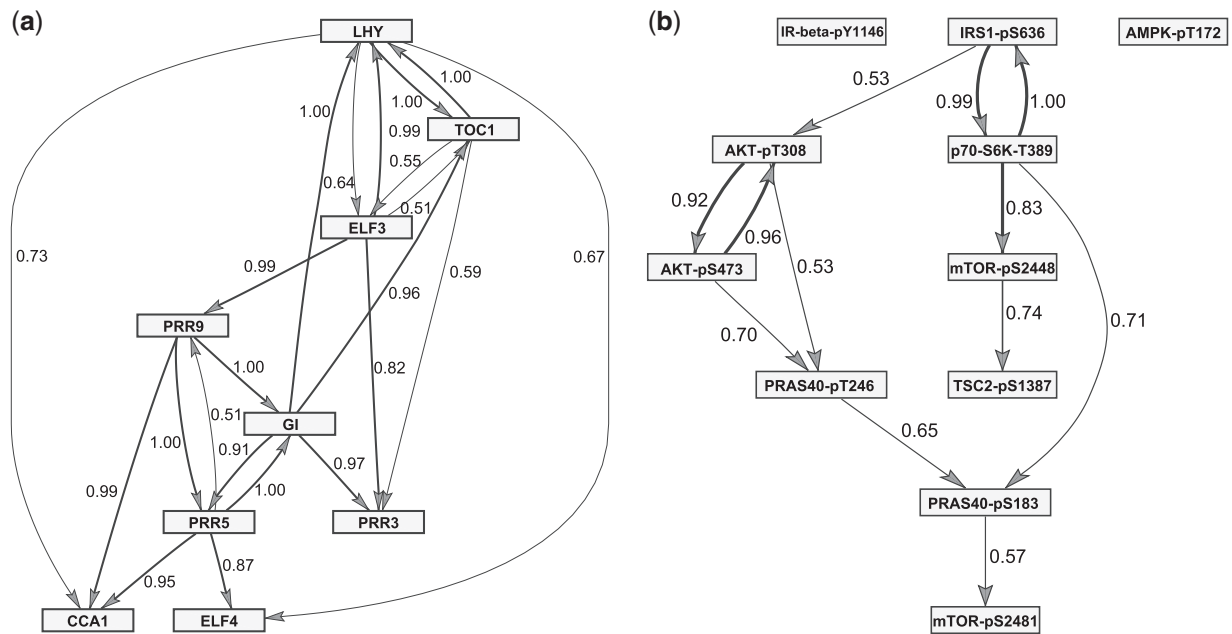 (a)
LHY
1.00
1.00
1.00
TOC1
0.99
0.55
0.64
0.51
ELF3
0.73
0.67
0.99
0.59
0.96
PRR9
1.00
0.82
0.51
GI
1.00
0.91
0.97
0.99
1.00
PRR5
PRR3
0.95
0.87
CCA1
ELF4
(b)
IR-beta-pY1146
IRS1-pS636
AMPK-pT172
0.53
0.99
1.00
AKT-pT308
p70-S6K-T389
0.92
0.96
0.83
AKT-pS473
0.53
mTOR-pS2448
0.70
0.74
0.71
PRAS40-pT246
TSC2-pS1387
0.65
PRAS40-pS183
0.57
mTOR-pS2481